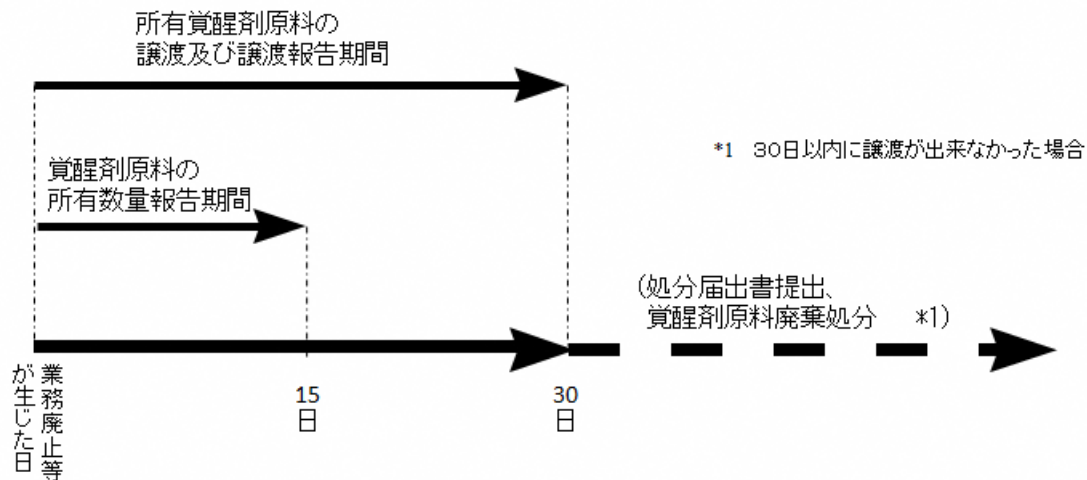 所有覚醒剤原料の
譲渡及び譲渡報告期間
*1 30日以内に譲渡が出来なかった場合
覚醒剤原料の
所有数量報告期間
(処分届出書提出、
覚醒剤原料廃棄処分 *1)
業務廃止等
が生じた日
15
日
30
日